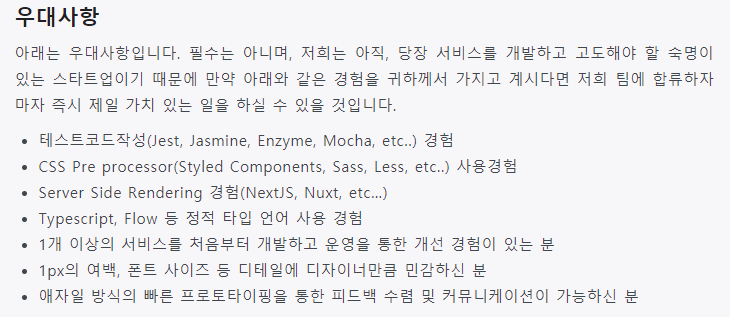 우대사항
아래는 우대사항입니다. 필수는 아니며, 저희는 아직, 당장 서비스를 개발하고 고도해야 할 숙명이
있는 스타트업이기 때문에 만약 아래와 같은 경험을 귀하께서 가지고 계시다면 저희 팀에 합류하자
마자 즉시 제일 가치 있는 일을 하실 수 있을 것입니다.
• 테스트코드작성(Jest, Jasmine, Enzyme, Mocha, etc..) 경험
• CSS Pre processor(Styled Components, Sass, Less, etc..) 사용경험
• Server Side Rendering 경험(NextJS, Nuxt, etc...)
• Typescript, Flow 등 정적 타입 언어 사용 경험
• 1개 이상의 서비스를 처음부터 개발하고 운영을 통한 개선 경험이 있는 분
• 1px의 여백, 폰트 사이즈 등 디테일에 디자이너만큼 민감하신 분
• 애자일 방식의 빠른 프로토타이핑을 통한 피드백 수렴 및 커뮤니케이션이 가능하신 분